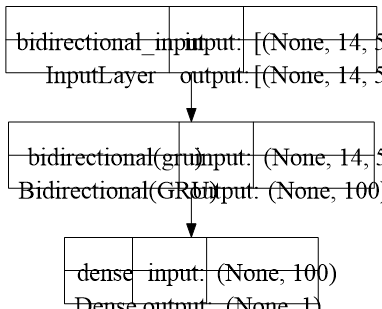 bidirectional_input input: [(None, 14, 5
InputLayer output: [(None, 14, 5
bidirectional(gru) input: (None, 14, 5
Bidirectional(GRU) output: (None, 100)
dense input: (None, 100)
Dense output: (None, 1)